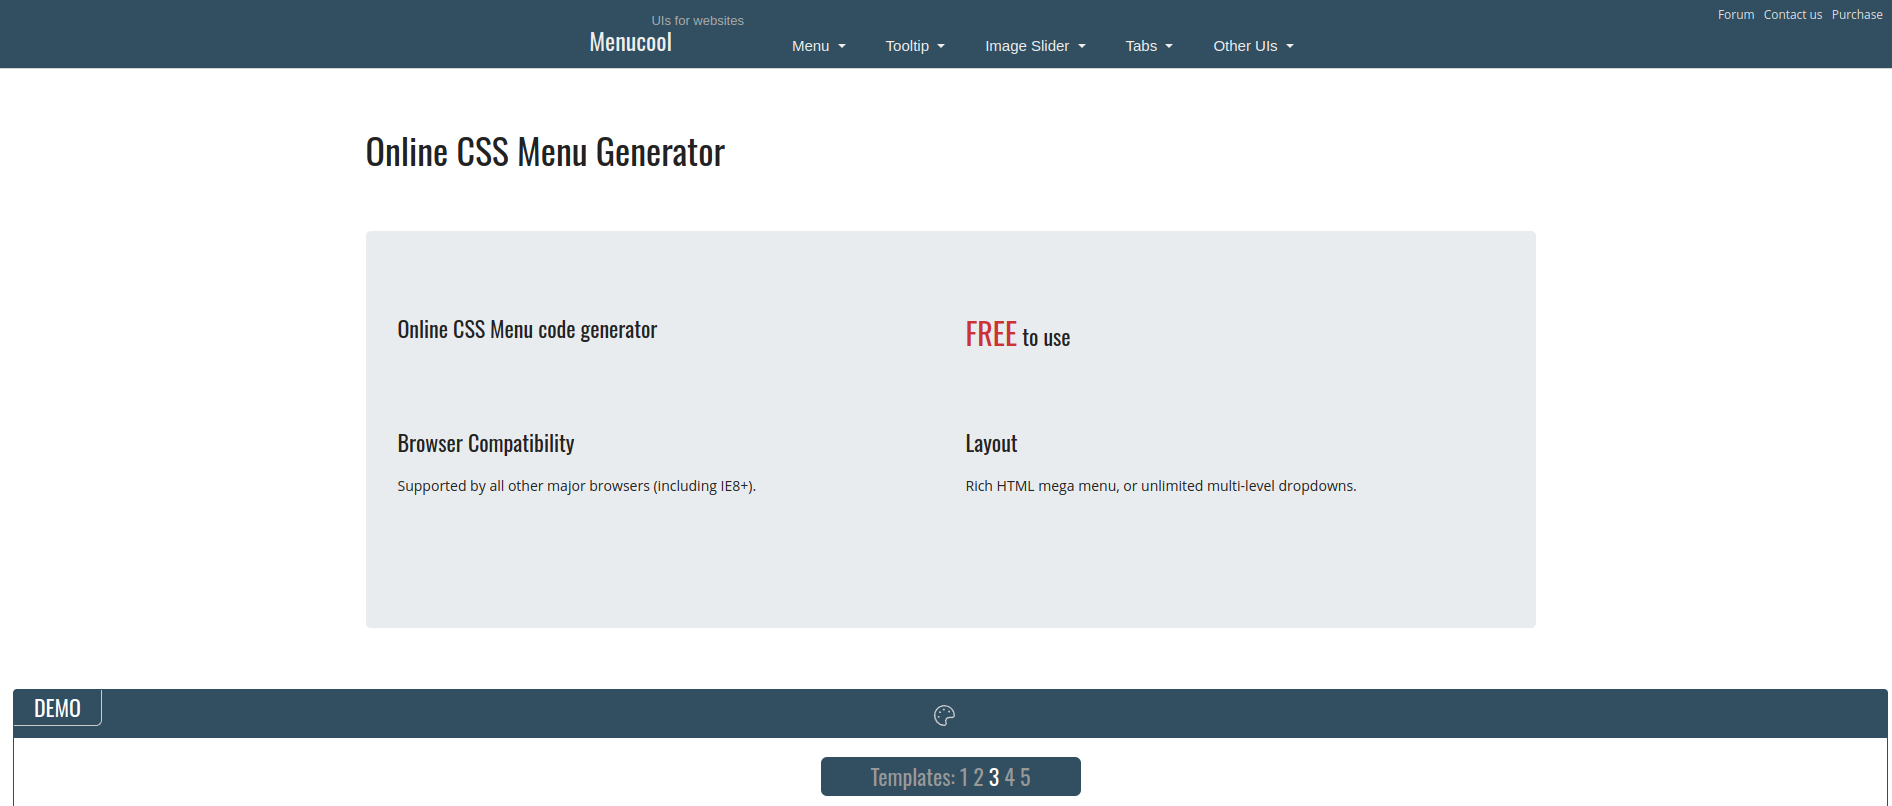 UIs for websites
Menucool
Menu
Tooltip
Image Slider
Tabs
Other UIs
Forum Contact us Purchase
Online CSS Menu Generator
Online CSS Menu code generator
FREE to use
Browser Compatibility
Supported by all other major browsers (including IE8+).
Layout
Rich HTML mega menu, or unlimited multi-level dropdowns.
DEMO
Templates: 1 2 3 4 5